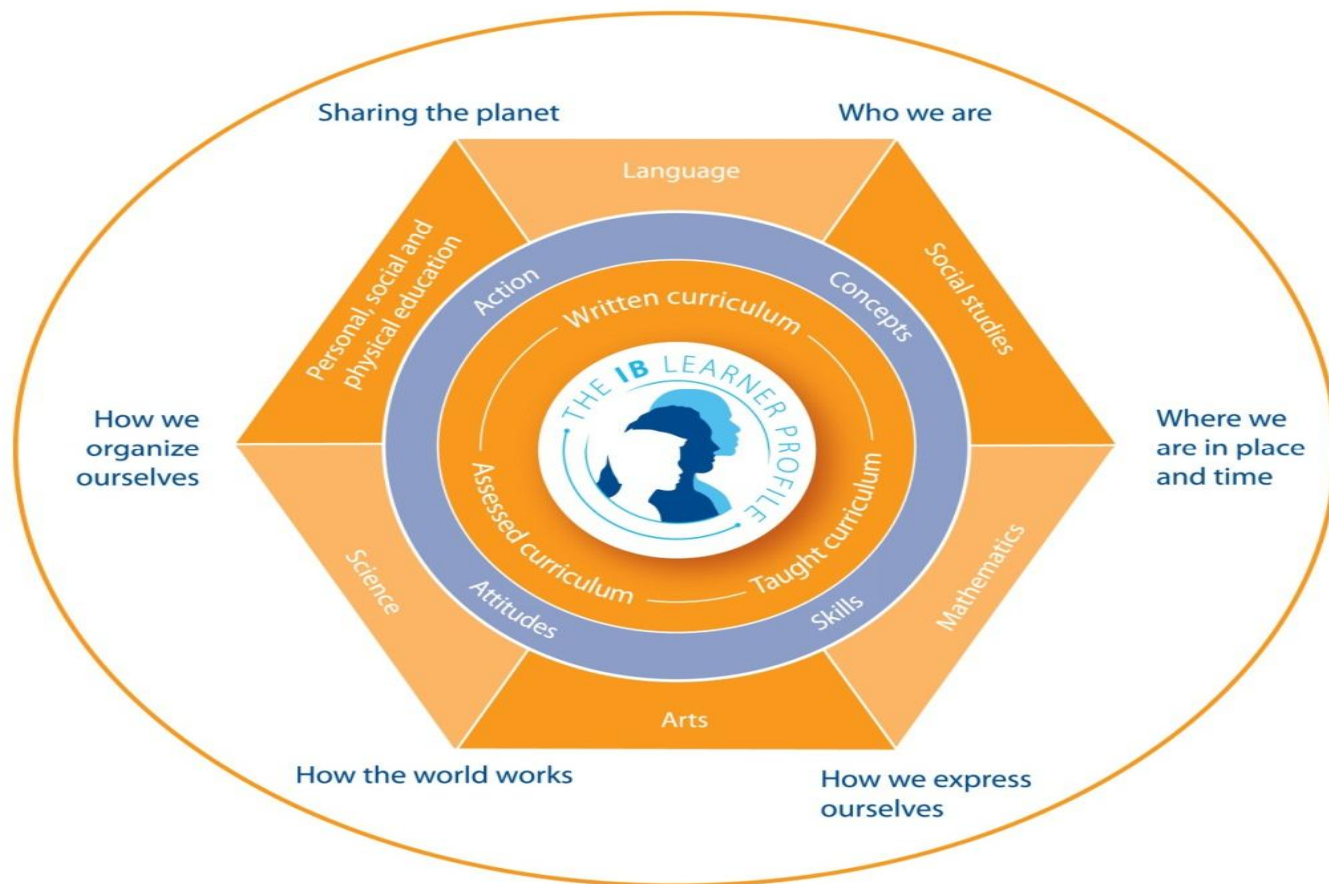 Sharing the planet
Who we are
Language
Personal, social and
physical education
Social studies
Action
Concepts
Written curriculum
THE IB LEARNER PROFILE
How we
organize
ourselves
Where we
are in place
and time
Assessed curriculum
Taught curriculum
Science
Mathematics
Attitudes
Skills
Arts
How the world works
How we express
ourselves